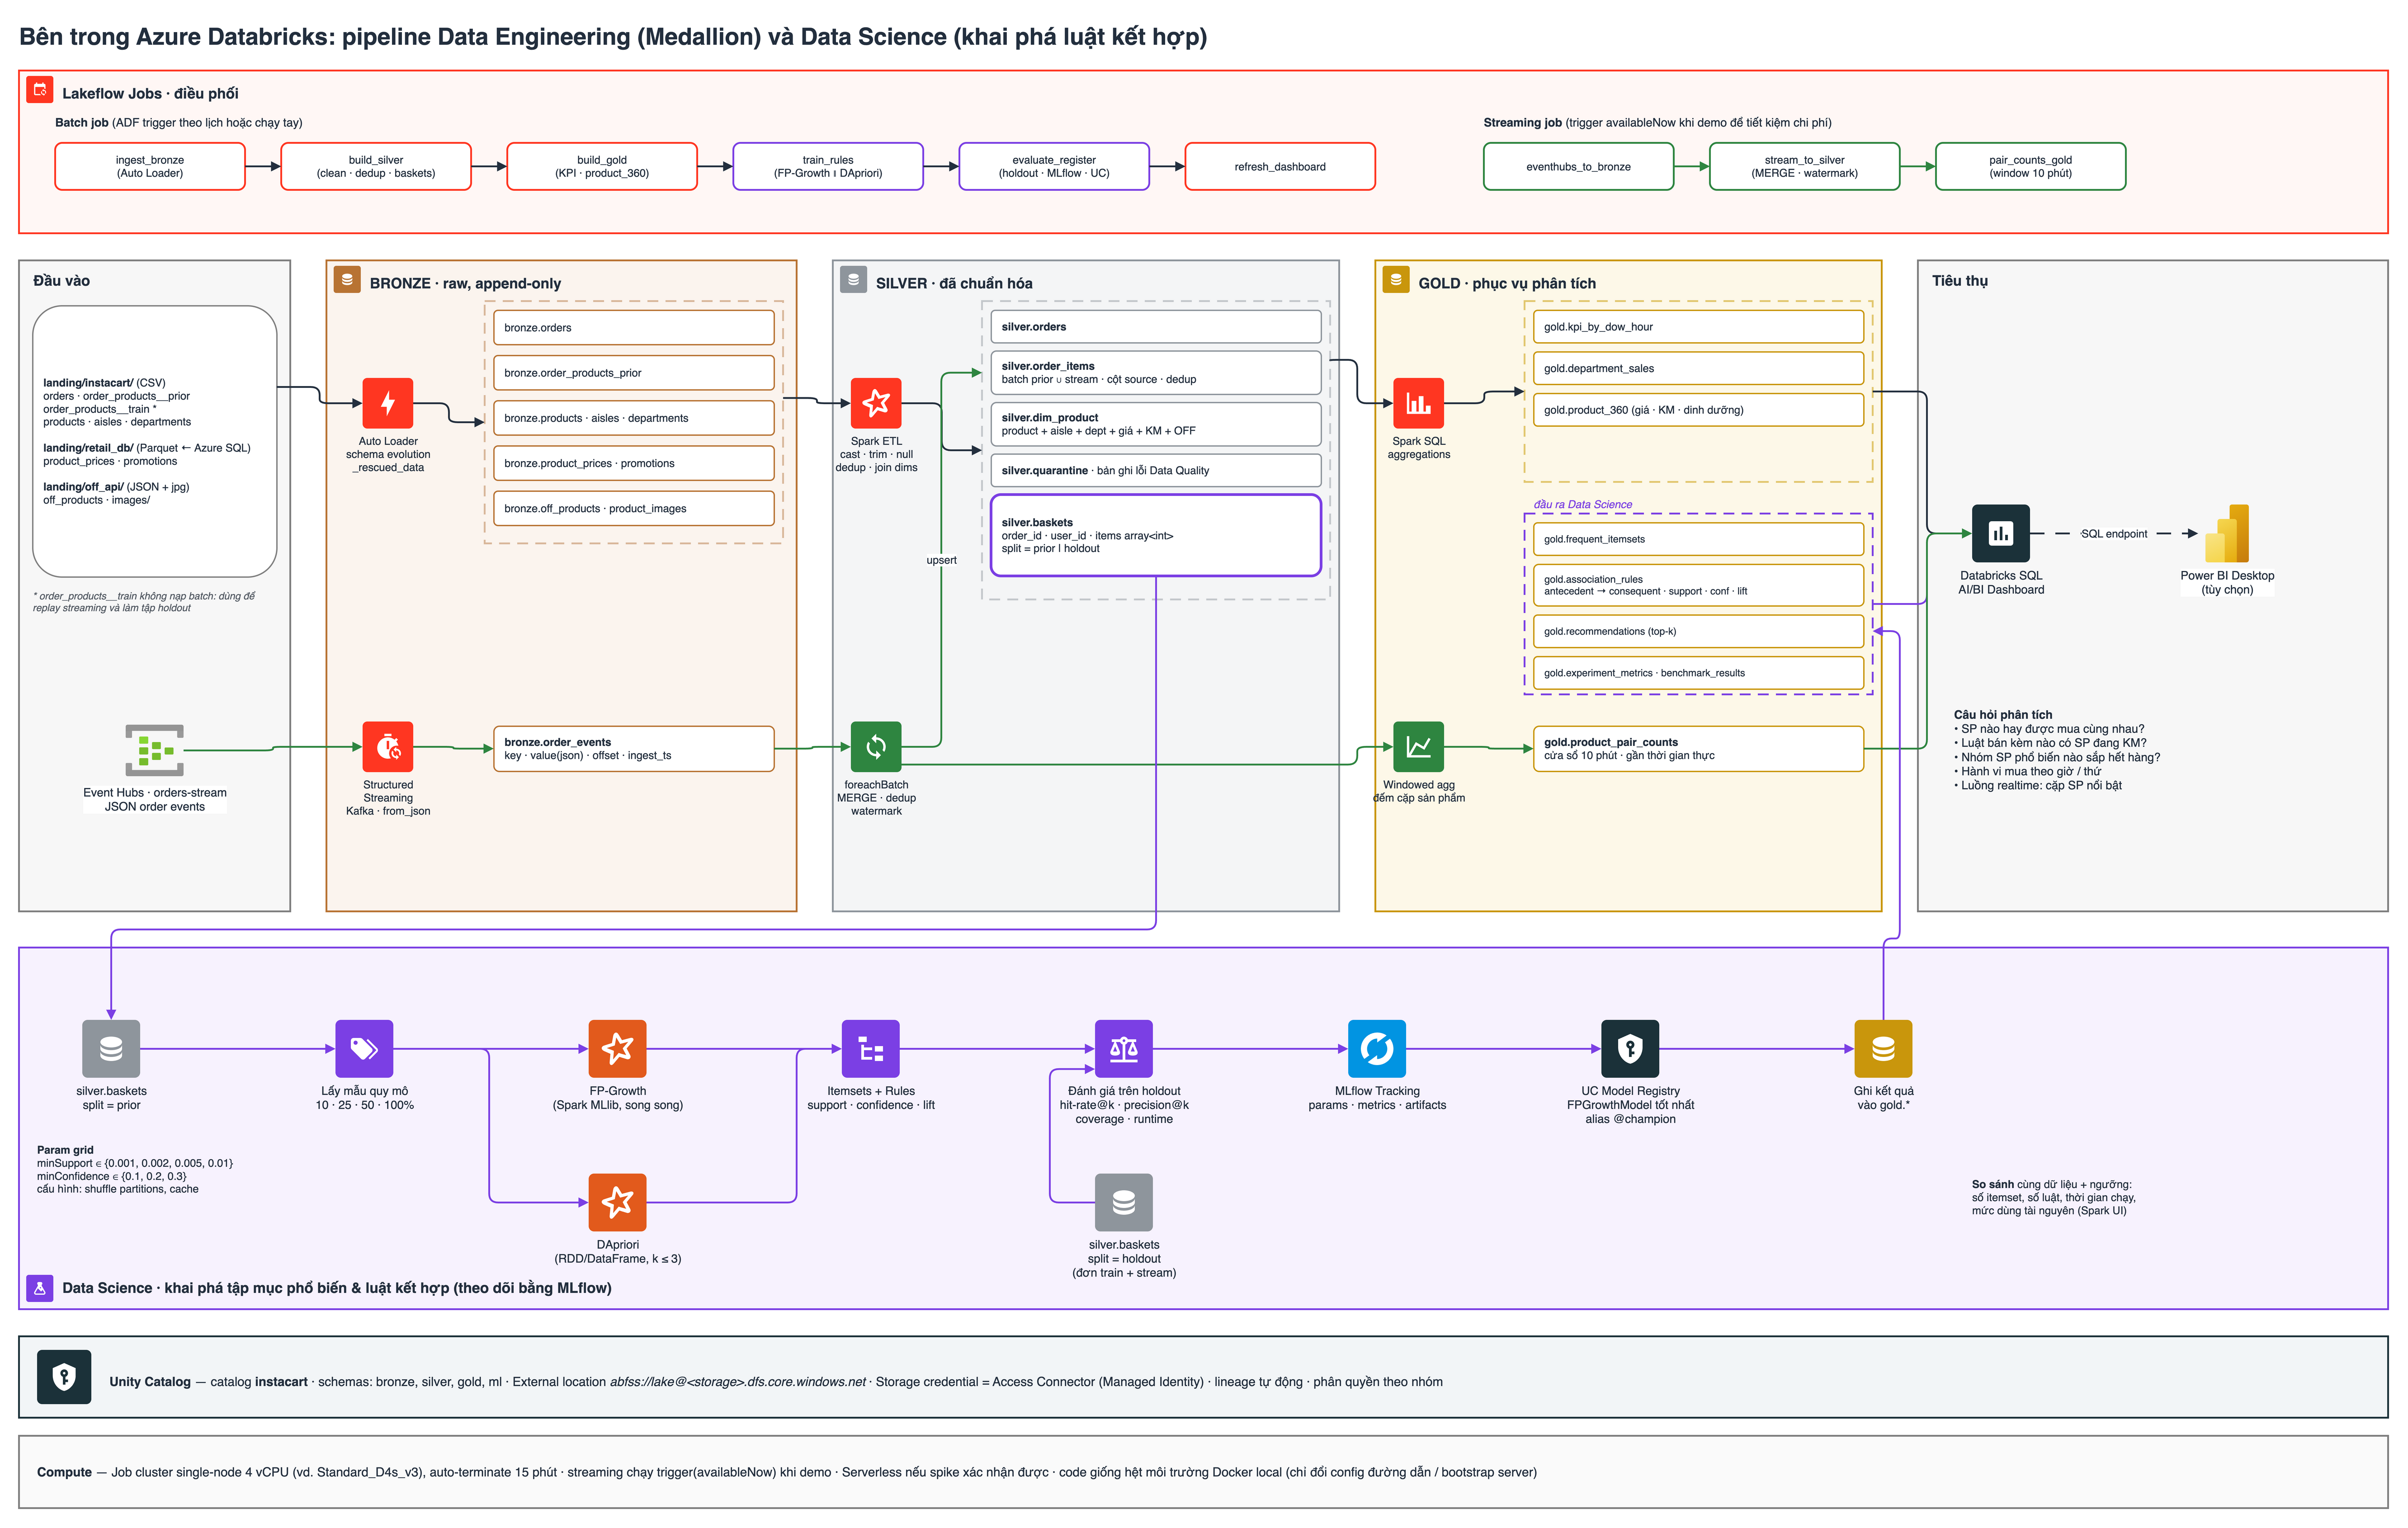 Bên trong Azure Databricks: pipeline Data Engineering (Medallion) và Data Science (khai phá luật kết hợp)
Lakeflow Jobs · điều phối
Batch job (ADF trigger theo lịch hoặc chạy tay)
ingest_bronze
(Auto Loader)
build_silver
(clean · dedup · baskets)
build_gold
(KPI · product_360)
train_rules
(FP-Growth ‖ DApriori)
evaluate_register
(holdout · MLflow · UC)
refresh_dashboard
Streaming job (trigger availableNow khi demo để tiết kiệm chi phí)
eventhubs_to_bronze
stream_to_silver
(MERGE · watermark)
pair_counts_gold
(window 10 phút)
Đầu vào
landing/instacart/ (CSV)
orders · order_products__prior
order_products__train *
products · aisles · departments
landing/retail_db/ (Parquet ← Azure SQL)
product_prices · promotions
landing/off_api/ (JSON + jpg)
off_products · images/
* order_products__train không nạp batch: dùng để
replay streaming và làm tập holdout
Event Hubs · orders-stream
JSON order events
BRONZE · raw, append-only
Auto Loader
schema evolution
_rescued_data
bronze.orders
bronze.order_products_prior
bronze.products · aisles · departments
bronze.product_prices · promotions
bronze.off_products · product_images
Structured
Streaming
Kafka · from_json
bronze.order_events
key · value(json) · offset · ingest_ts
SILVER · đã chuẩn hóa
Spark ETL
cast · trim · null
dedup · join dims
silver.orders
silver.order_items
batch prior ∪ stream · cột source · dedup
silver.dim_product
product + aisle + dept + giá + KM + OFF
silver.quarantine · bản ghi lỗi Data Quality
silver.baskets
order_id · user_id · items array<int>
split = prior | holdout
upsert
foreachBatch
MERGE · dedup
watermark
GOLD · phục vụ phân tích
Spark SQL
aggregations
gold.kpi_by_dow_hour
gold.department_sales
gold.product_360 (giá · KM · dinh dưỡng)
đầu ra Data Science
gold.frequent_itemsets
gold.association_rules
antecedent → consequent · support · conf · lift
gold.recommendations (top-k)
gold.experiment_metrics · benchmark_results
Windowed agg
đếm cặp sản phẩm
gold.product_pair_counts
cửa sổ 10 phút · gần thời gian thực
Tiêu thụ
Databricks SQL
AI/BI Dashboard
SQL endpoint
Power BI Desktop
(tùy chọn)
Câu hỏi phân tích
• SP nào hay được mua cùng nhau?
• Luật bán kèm nào có SP đang KM?
• Nhóm SP phổ biến nào sắp hết hàng?
• Hành vi mua theo giờ / thứ
• Luồng realtime: cặp SP nổi bật
silver.baskets
split = prior
Lấy mẫu quy mô
10 · 25 · 50 · 100%
FP-Growth
(Spark MLlib, song song)
Itemsets + Rules
support · confidence · lift
Đánh giá trên holdout
hit-rate@k · precision@k
coverage · runtime
MLflow Tracking
params · metrics · artifacts
UC Model Registry
FPGrowthModel tốt nhất
alias @champion
Ghi kết quả
vào gold.*
Param grid
minSupport ∈ {0.001, 0.002, 0.005, 0.01}
minConfidence ∈ {0.1, 0.2, 0.3}
cấu hình: shuffle partitions, cache
DApriori
(RDD/DataFrame, k ≤ 3)
silver.baskets
split = holdout
(đơn train + stream)
So sánh cùng dữ liệu + ngưỡng:
số itemset, số luật, thời gian chạy,
mức dùng tài nguyên (Spark UI)
Data Science · khai phá tập mục phổ biến & luật kết hợp (theo dõi bằng MLflow)
Unity Catalog — catalog instacart · schemas: bronze, silver, gold, ml · External location abfss://lake@<storage>.dfs.core.windows.net · Storage credential = Access Connector (Managed Identity) · lineage tự động · phân quyền theo nhóm
Compute — Job cluster single-node 4 vCPU (vd. Standard_D4s_v3), auto-terminate 15 phút · streaming chạy trigger(availableNow) khi demo · Serverless nếu spike xác nhận được · code giống hệt môi trường Docker local (chỉ đổi config đường dẫn / bootstrap server)